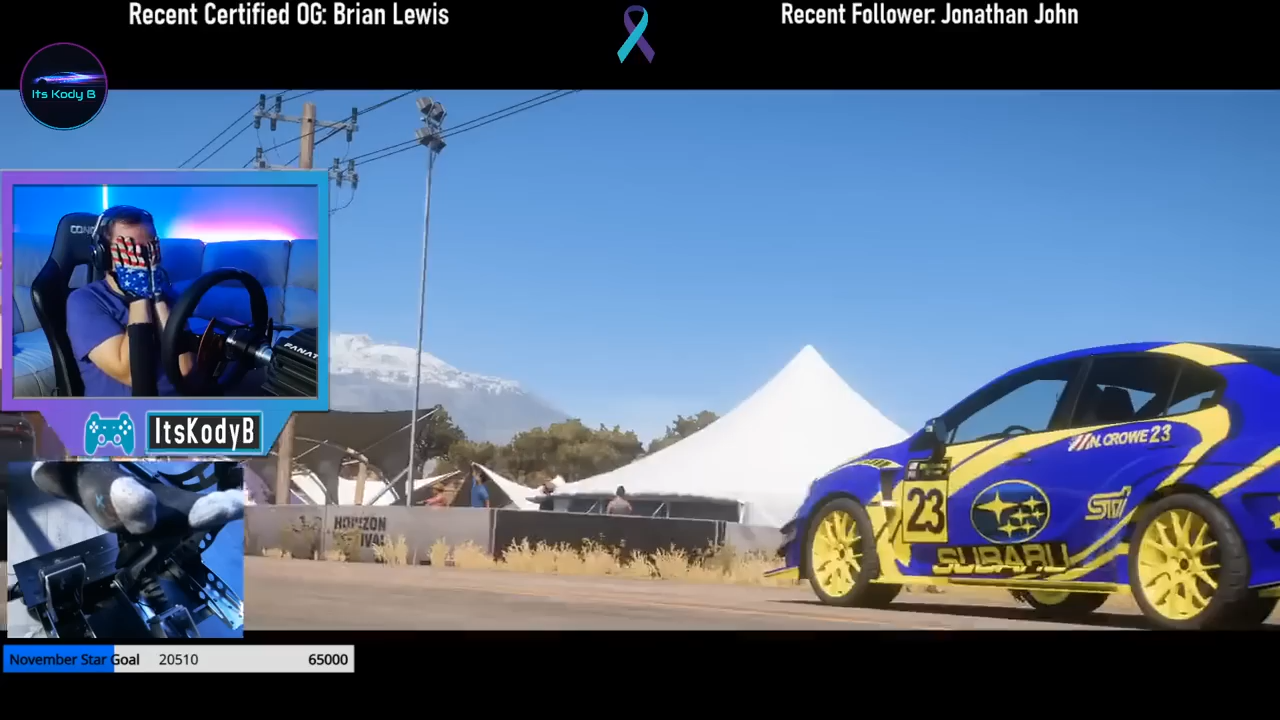 Recent Certified OG: Brian Lewis
Recent Follower: Jonathan John
Its Kody B
ItsKodyB
HORIZON
N. CROWE 23
23
STI
SUBARU
November Star Goal 20510 65000